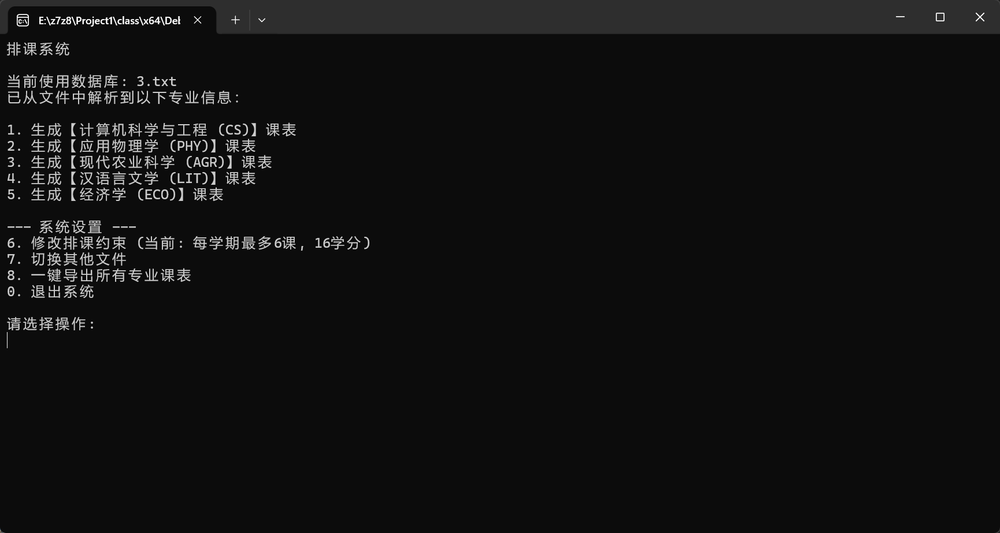 E:\z7z8\Project1\class\x64\Deb
排课系统
当前使用数据库: 3.txt
已从文件中解析到以下专业信息:
1. 生成【计算机科学与工程 (CS)】课表
2. 生成【应用物理学 (PHY)】课表
3. 生成【现代农业科学 (AGR)】课表
4. 生成【汉语言文学 (LIT)】课表
5. 生成【经济学 (ECO)】课表
--- 系统设置 ---
6. 修改排课约束 (当前: 每学期最多6课, 16学分)
7. 切换其他文件
8. 一键导出所有专业课表
0. 退出系统
请选择操作: